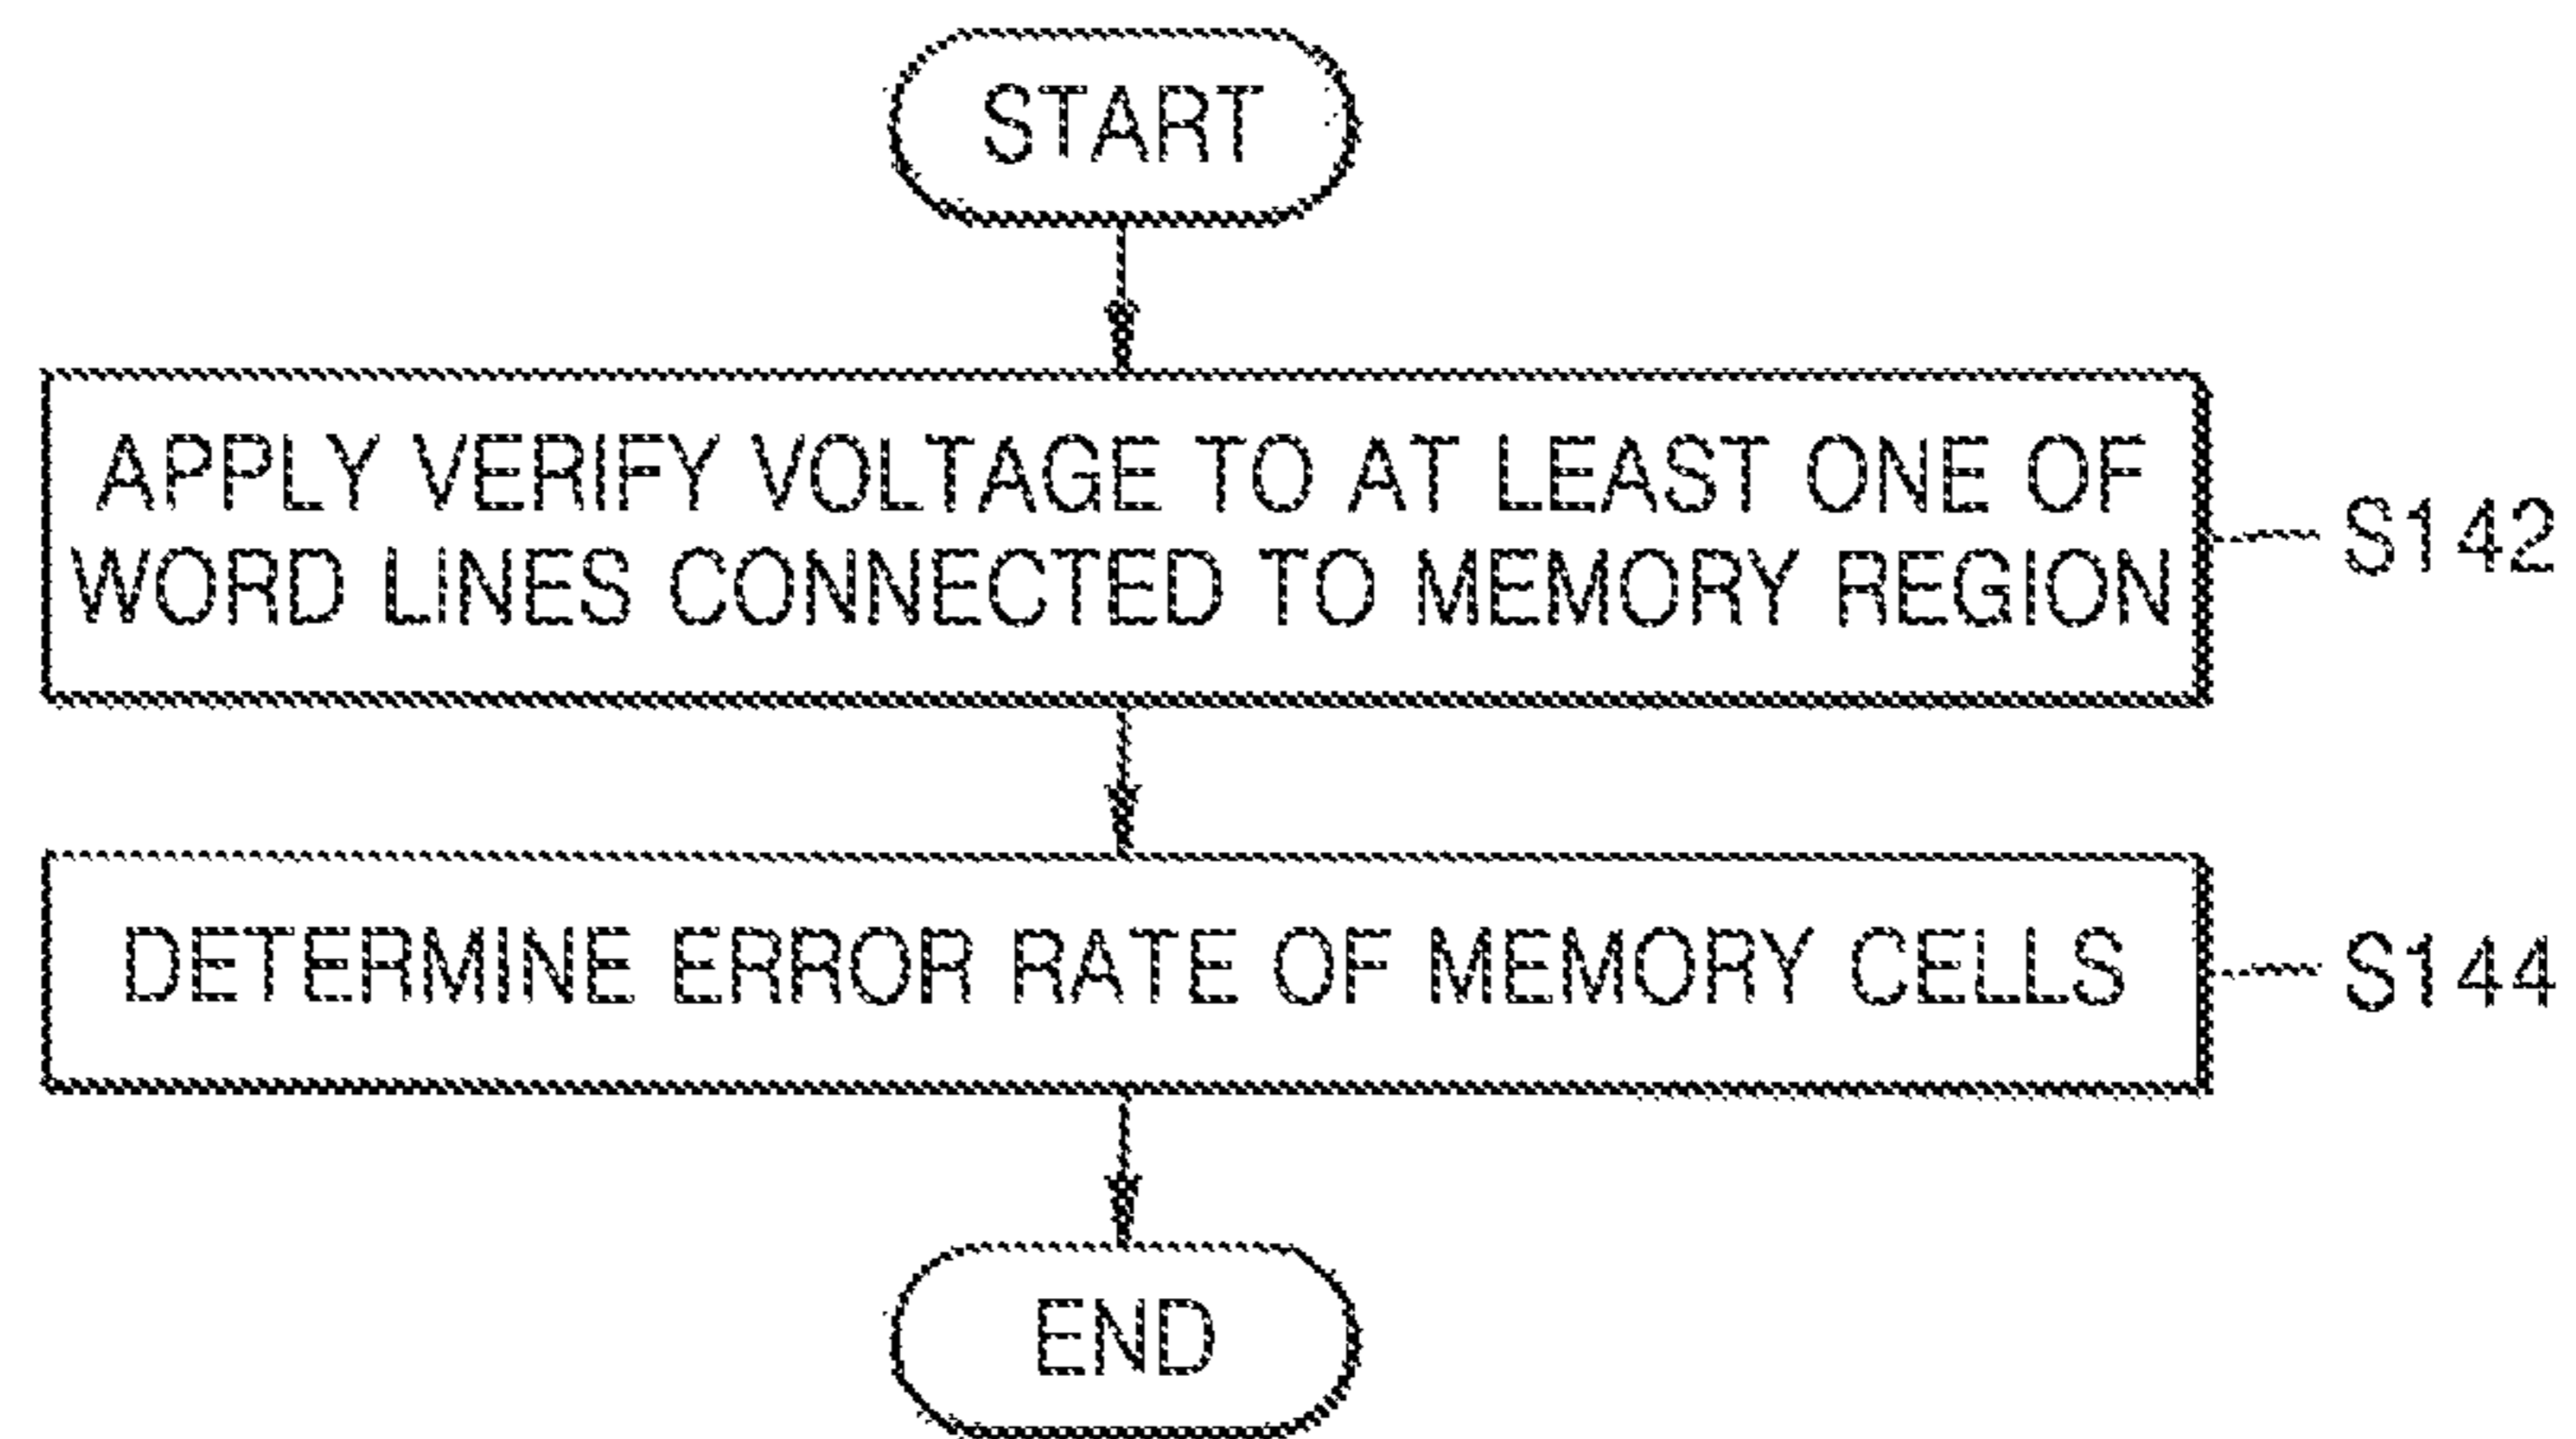 START
APPLY VERIFY VOLTAGE TO AT LEAST ONE OF
WORD LINES CONNECTED TO MEMORY REGION
S142
DETERMINE ERROR RATE OF MEMORY CELLS
S144
END